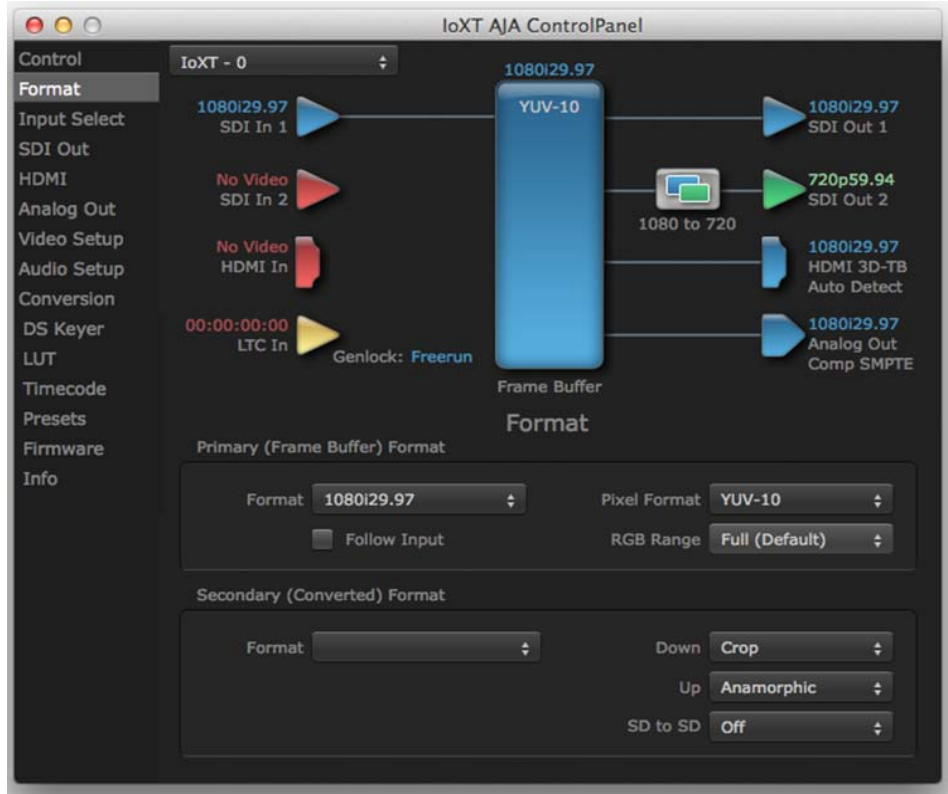 IoXT AJA ControlPanel
Control
Format
Input Select
SDI Out
HDMI
Analog Out
Video Setup
Audio Setup
Conversion
DS Keyer
LUT
Timecode
Presets
Firmware
Info
IoXT - 0
1080i29.97
YUV-10
Frame Buffer
1080i29.97
SDI In 1
No Video
SDI In 2
No Video
HDMI In
00:00:00:00
LTC In
Genlock: Freerun
1080 to 720
1080i29.97
SDI Out 1
720p59.94
SDI Out 2
1080i29.97
HDMI 3D-TB
Auto Detect
1080i29.97
Analog Out
Comp SMPTE
Format
Primary (Frame Buffer) Format
Format 1080i29.97
Pixel Format YUV-10
Follow Input
RGB Range Full (Default)
Secondary (Converted) Format
Format
Down Crop
Up Anamorphic
SD to SD Off